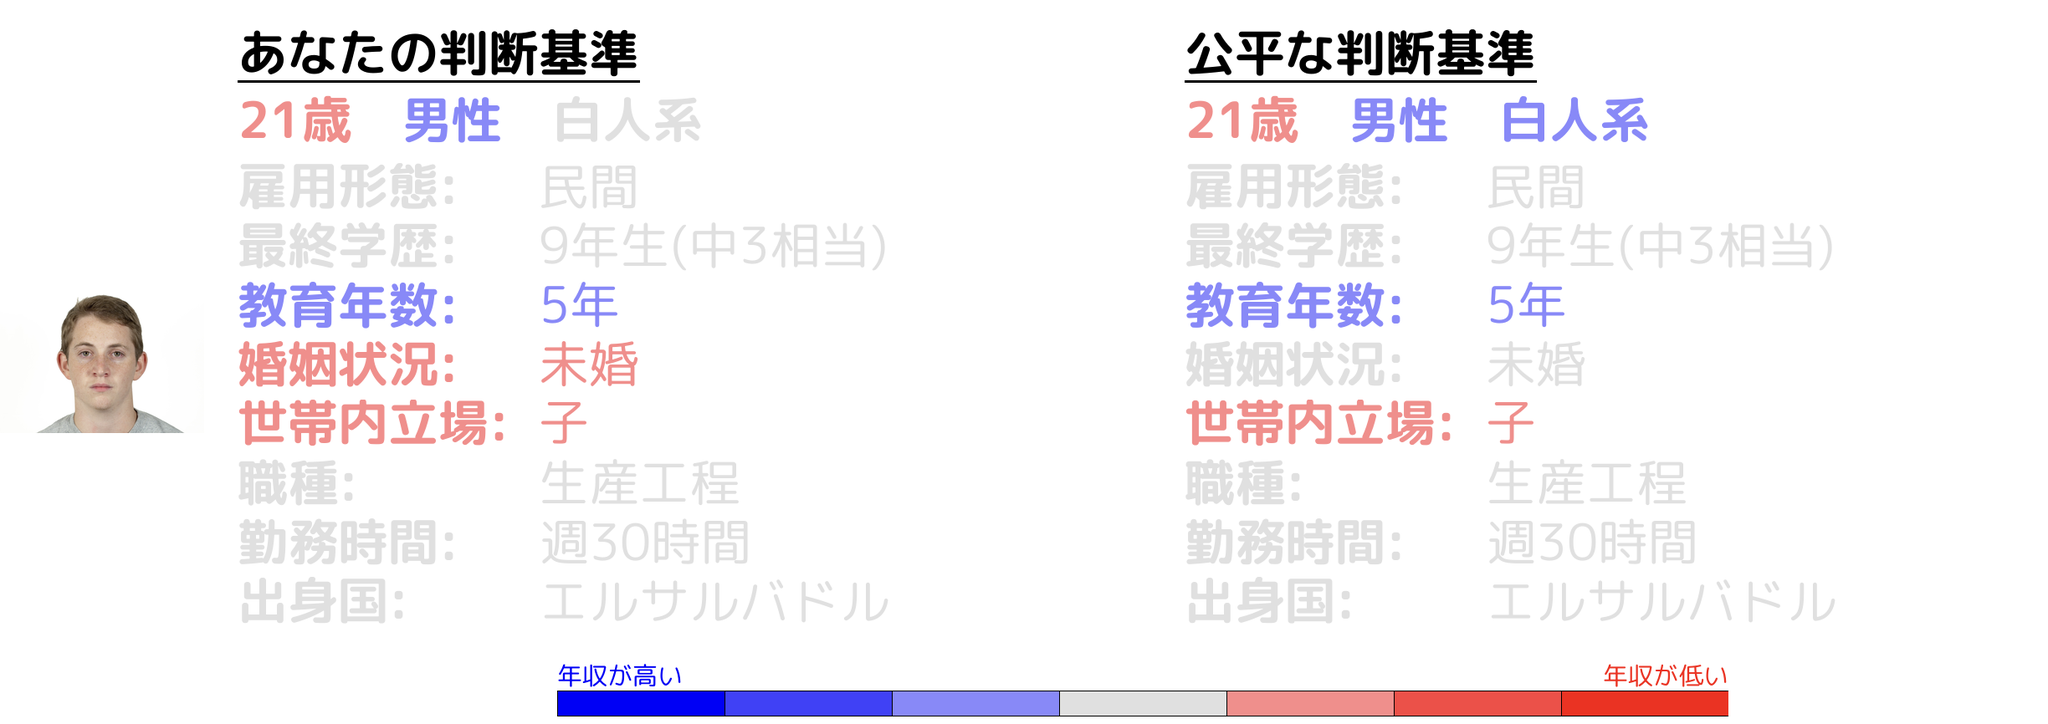 あなたの判断基準
21歳 男性 白人系
雇用形態: 民間
最終学歴: 9年生(中3相当)
教育年数: 5年
婚姻状況: 未婚
世帯内立場: 子
職種: 生産工程
勤務時間: 週30時間
出身国: エルサルバドル
公平な判断基準
21歳 男性 白人系
雇用形態: 民間
最終学歴: 9年生(中3相当)
教育年数: 5年
婚姻状況: 未婚
世帯内立場: 子
職種: 生産工程
勤務時間: 週30時間
出身国: エルサルバドル
年収が高い
年収が低い